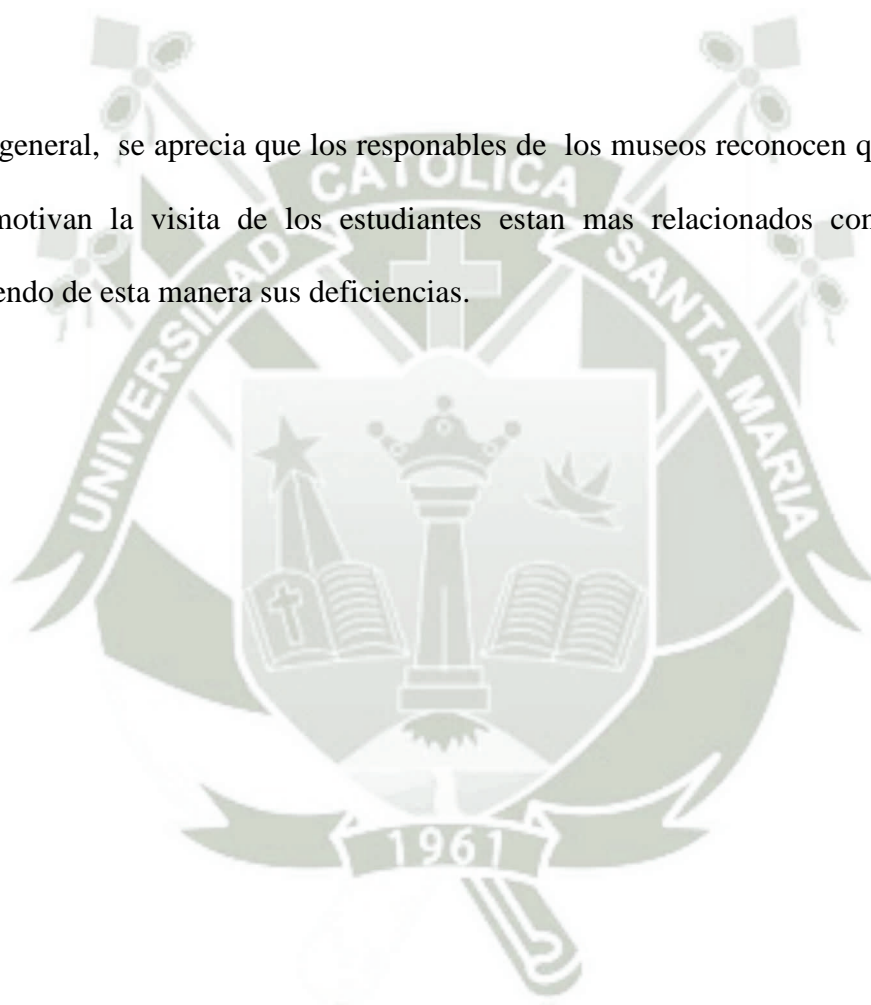 general, se aprecia que los responables de los museos reconocen q
motivan la visita de los estudiantes estan mas relacionados con
endo de esta manera sus deficiencias.
UNIVERSIDAD CATOLICA SANTA MARIA
1961